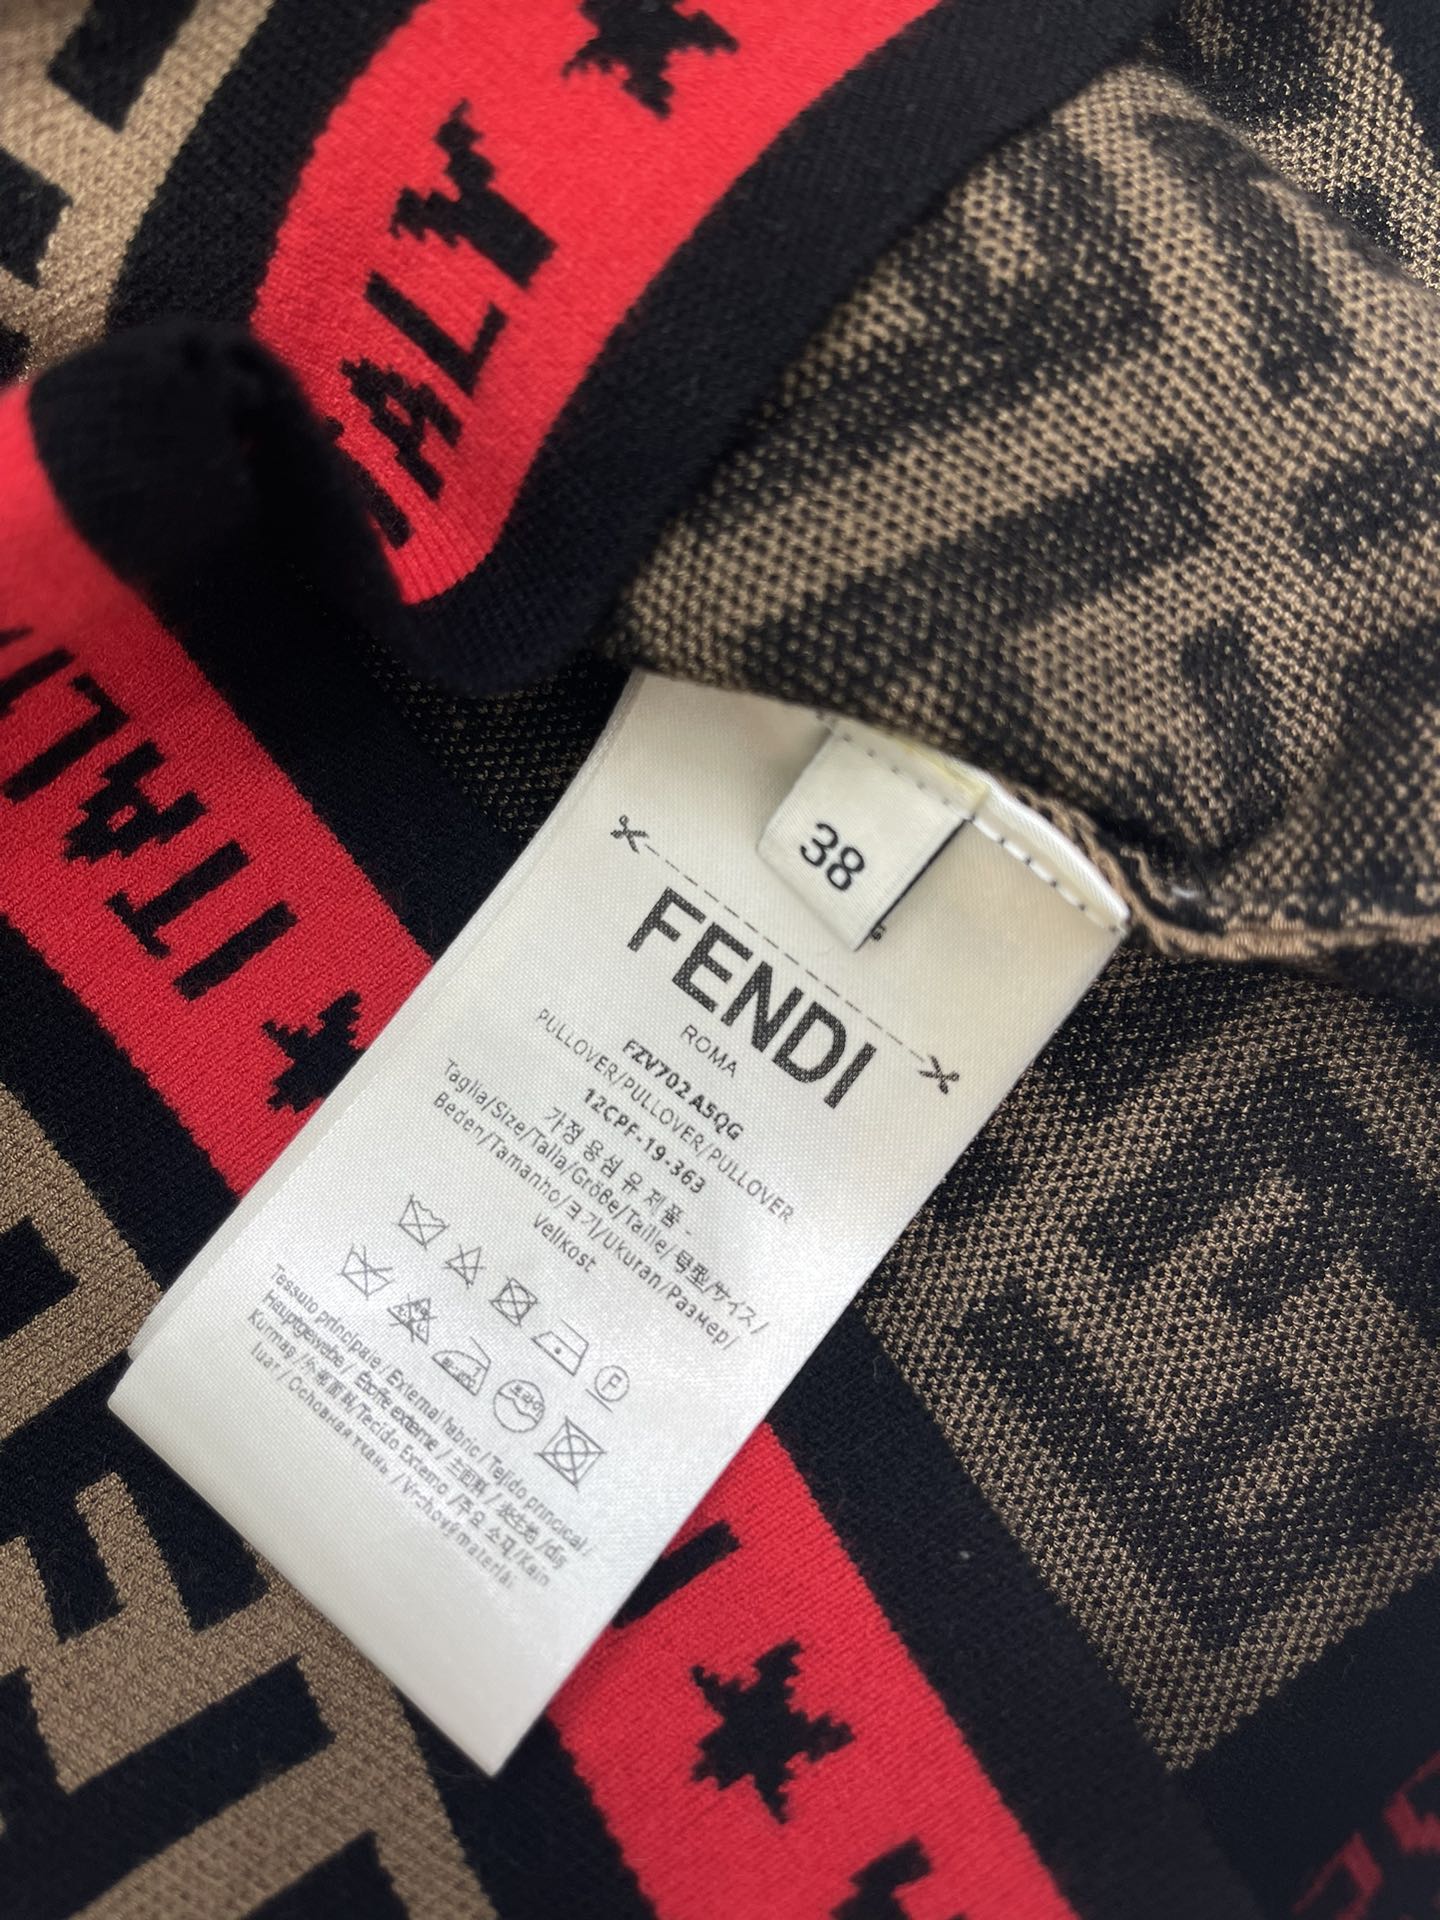 ITALY
ITALY
38
FENDI
ROMA
FZV702 A5QG
PULLOVER/PULLOVER/PULLOVER
12CPF-19-363
가정 용섬 유 제품 -
Taglia/Size/Talla/Größe/Taille/母型/サイズ/
Beden/Tamanho/크기/Ukuran/Размер/
Velikost
F
Tessuto principale / External fabric / Tejido principal /
Hauptgewebe / Etoffe externe / 主面料 / 表生地 /dış
Kumaş / 外面料/Tecido Externo /주요 소재/Kain
luar / Основная ткань / Vrchový materiál